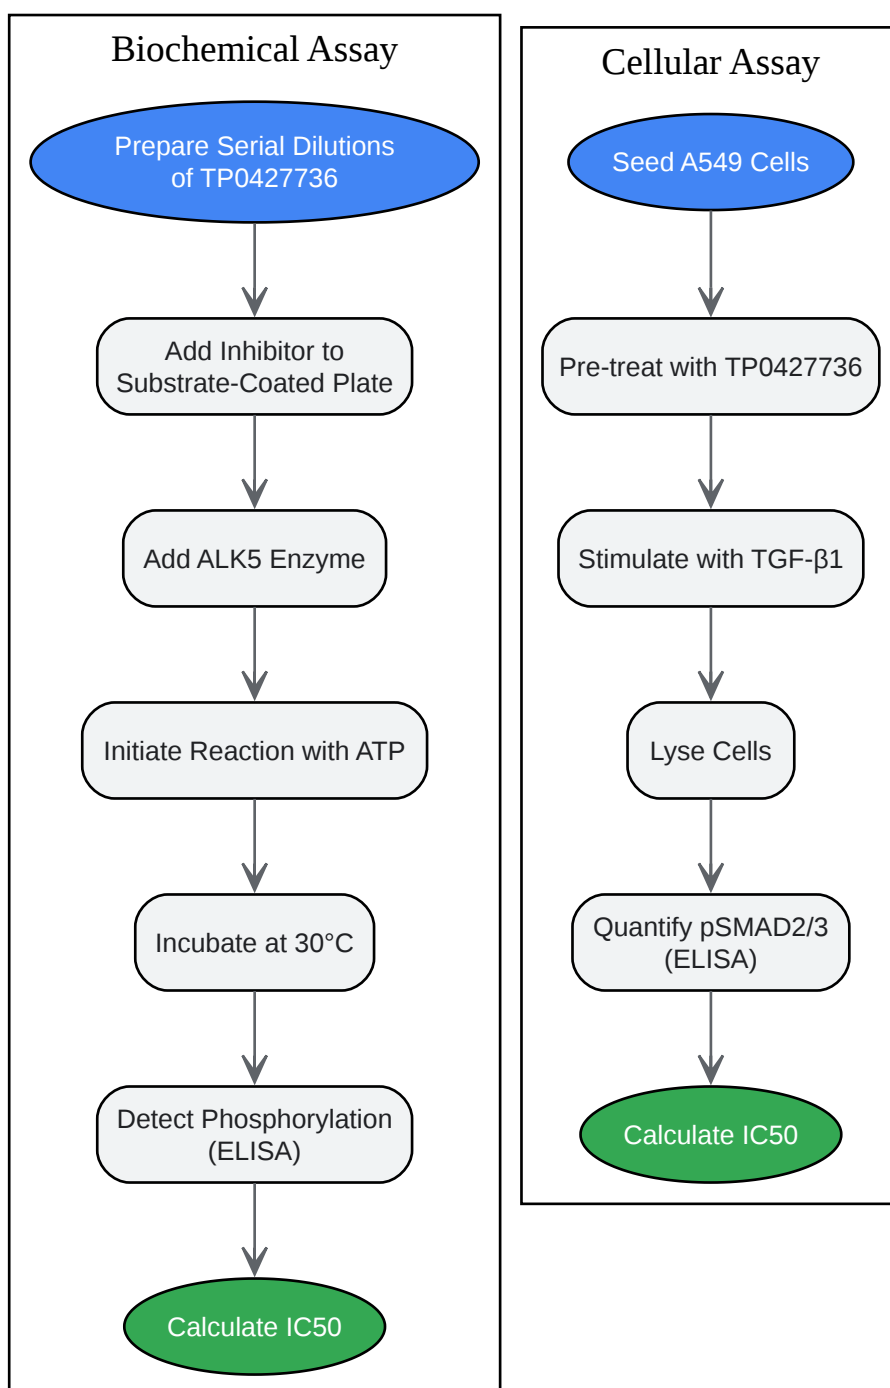 Biochemical Assay
Prepare Serial Dilutions
of TP0427736
Add Inhibitor to
Substrate-Coated Plate
Add ALK5 Enzyme
Initiate Reaction with ATP
Incubate at 30°C
Detect Phosphorylation
(ELISA)
Calculate IC50
Cellular Assay
Seed A549 Cells
Pre-treat with TP0427736
Stimulate with TGF-β1
Lyse Cells
Quantify pSMAD2/3
(ELISA)
Calculate IC50